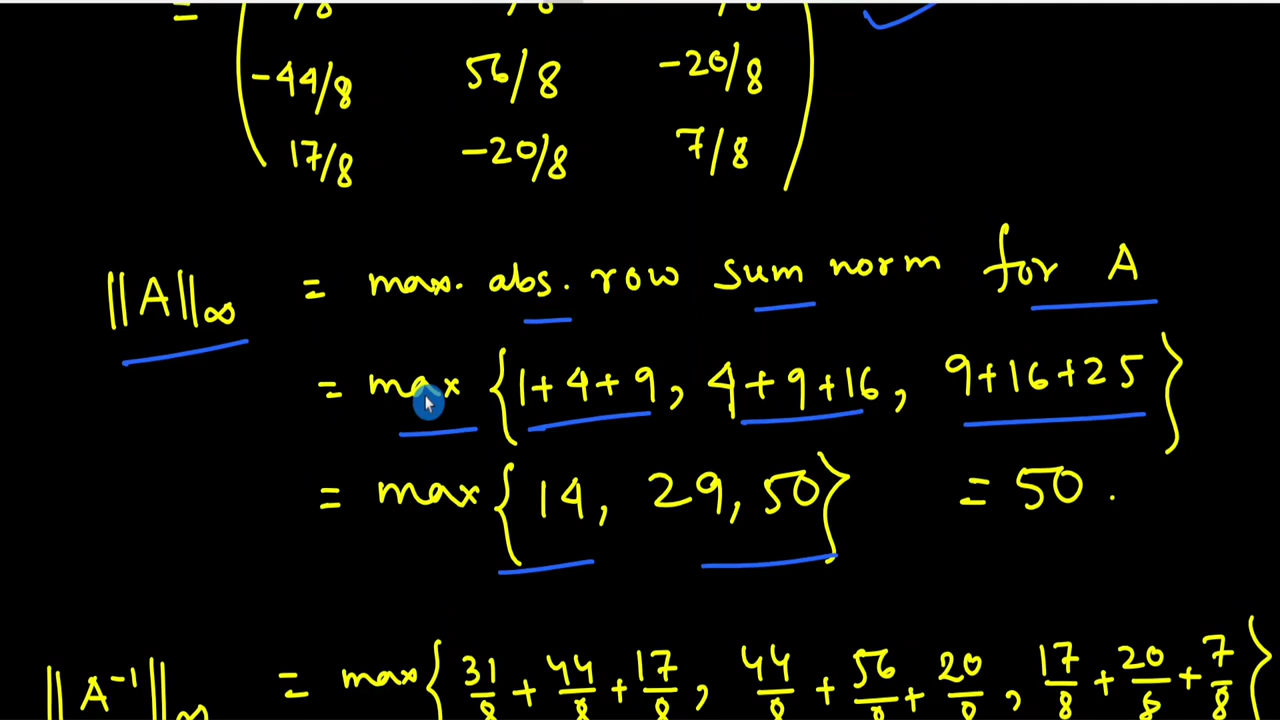 =
-44/8 56/8 -20/8
17/8 -20/8 7/8
||A||∞ = max. abs. row sum norm for A
= max {1+4+9, 4+9+16, 9+16+25}
= max {14, 29, 50} = 50.
||A⁻¹||∞ = max{31/8 + 44/8 + 17/8, 44/8 + 56/8 + 20/8, 17/8 + 20/8 + 7/8}